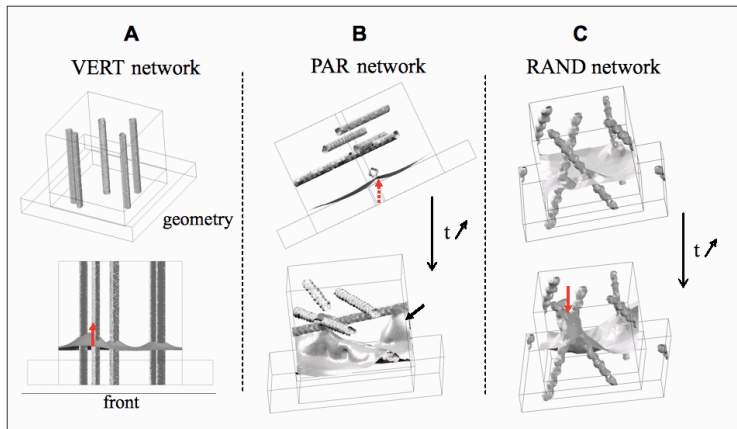 A
VERT network
geometry
front
B
PAR network
t
C
RAND network
t